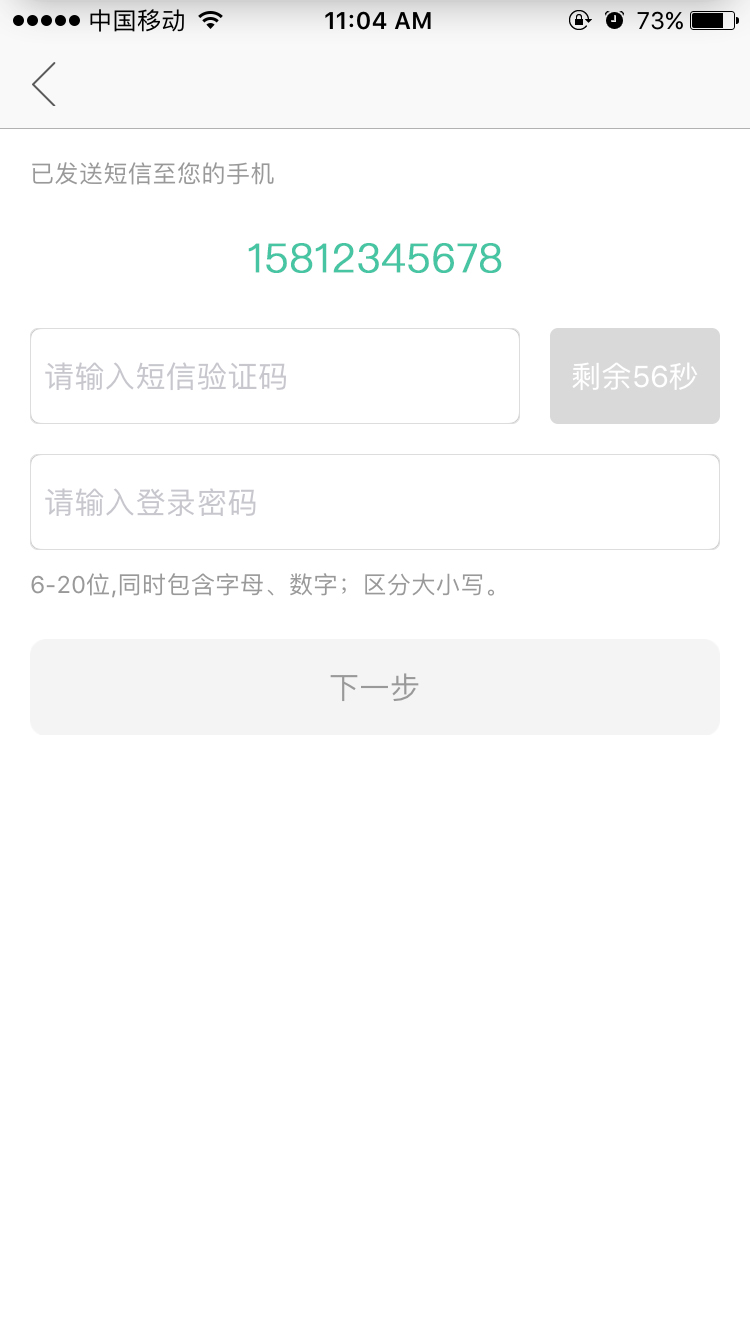 中国移动 11:04 AM 73%
已发送短信至您的手机
15812345678
请输入短信验证码 剩余56秒
请输入登录密码
6-20位,同时包含字母、数字；区分大小写。
下一步